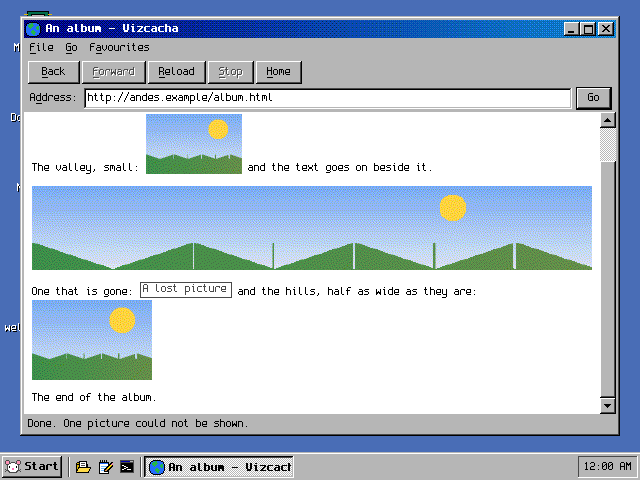 An album - Vizcacha
File Go Favourites
Back Forward Reload Stop Home
Address: http://andes.example/album.html Go
The valley, small: and the text goes on beside it.
One that is gone: A lost picture and the hills, half as wide as they are:
The end of the album.
Done. One picture could not be shown.
Start An album - Vizcach 12:00 AM